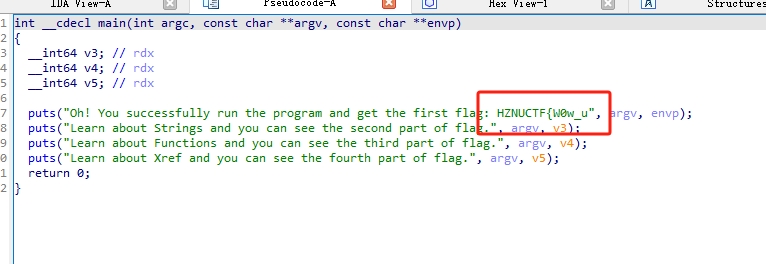 IDA View-A Pseudocode-A Hex View-1 Structures
1 int __cdecl main(int argc, const char **argv, const char **envp)
2 {
3 __int64 v3; // rdx
4 __int64 v4; // rdx
5 __int64 v5; // rdx
6
7 puts("Oh! You successfully run the program and get the first flag: HZNUCTF{W0w_u", argv, envp);
8 puts("Learn about Strings and you can see the second part of flag.", argv, v3);
9 puts("Learn about Functions and you can see the third part of flag.", argv, v4);
0 puts("Learn about Xref and you can see the fourth part of flag.", argv, v5);
1 return 0;
2 }